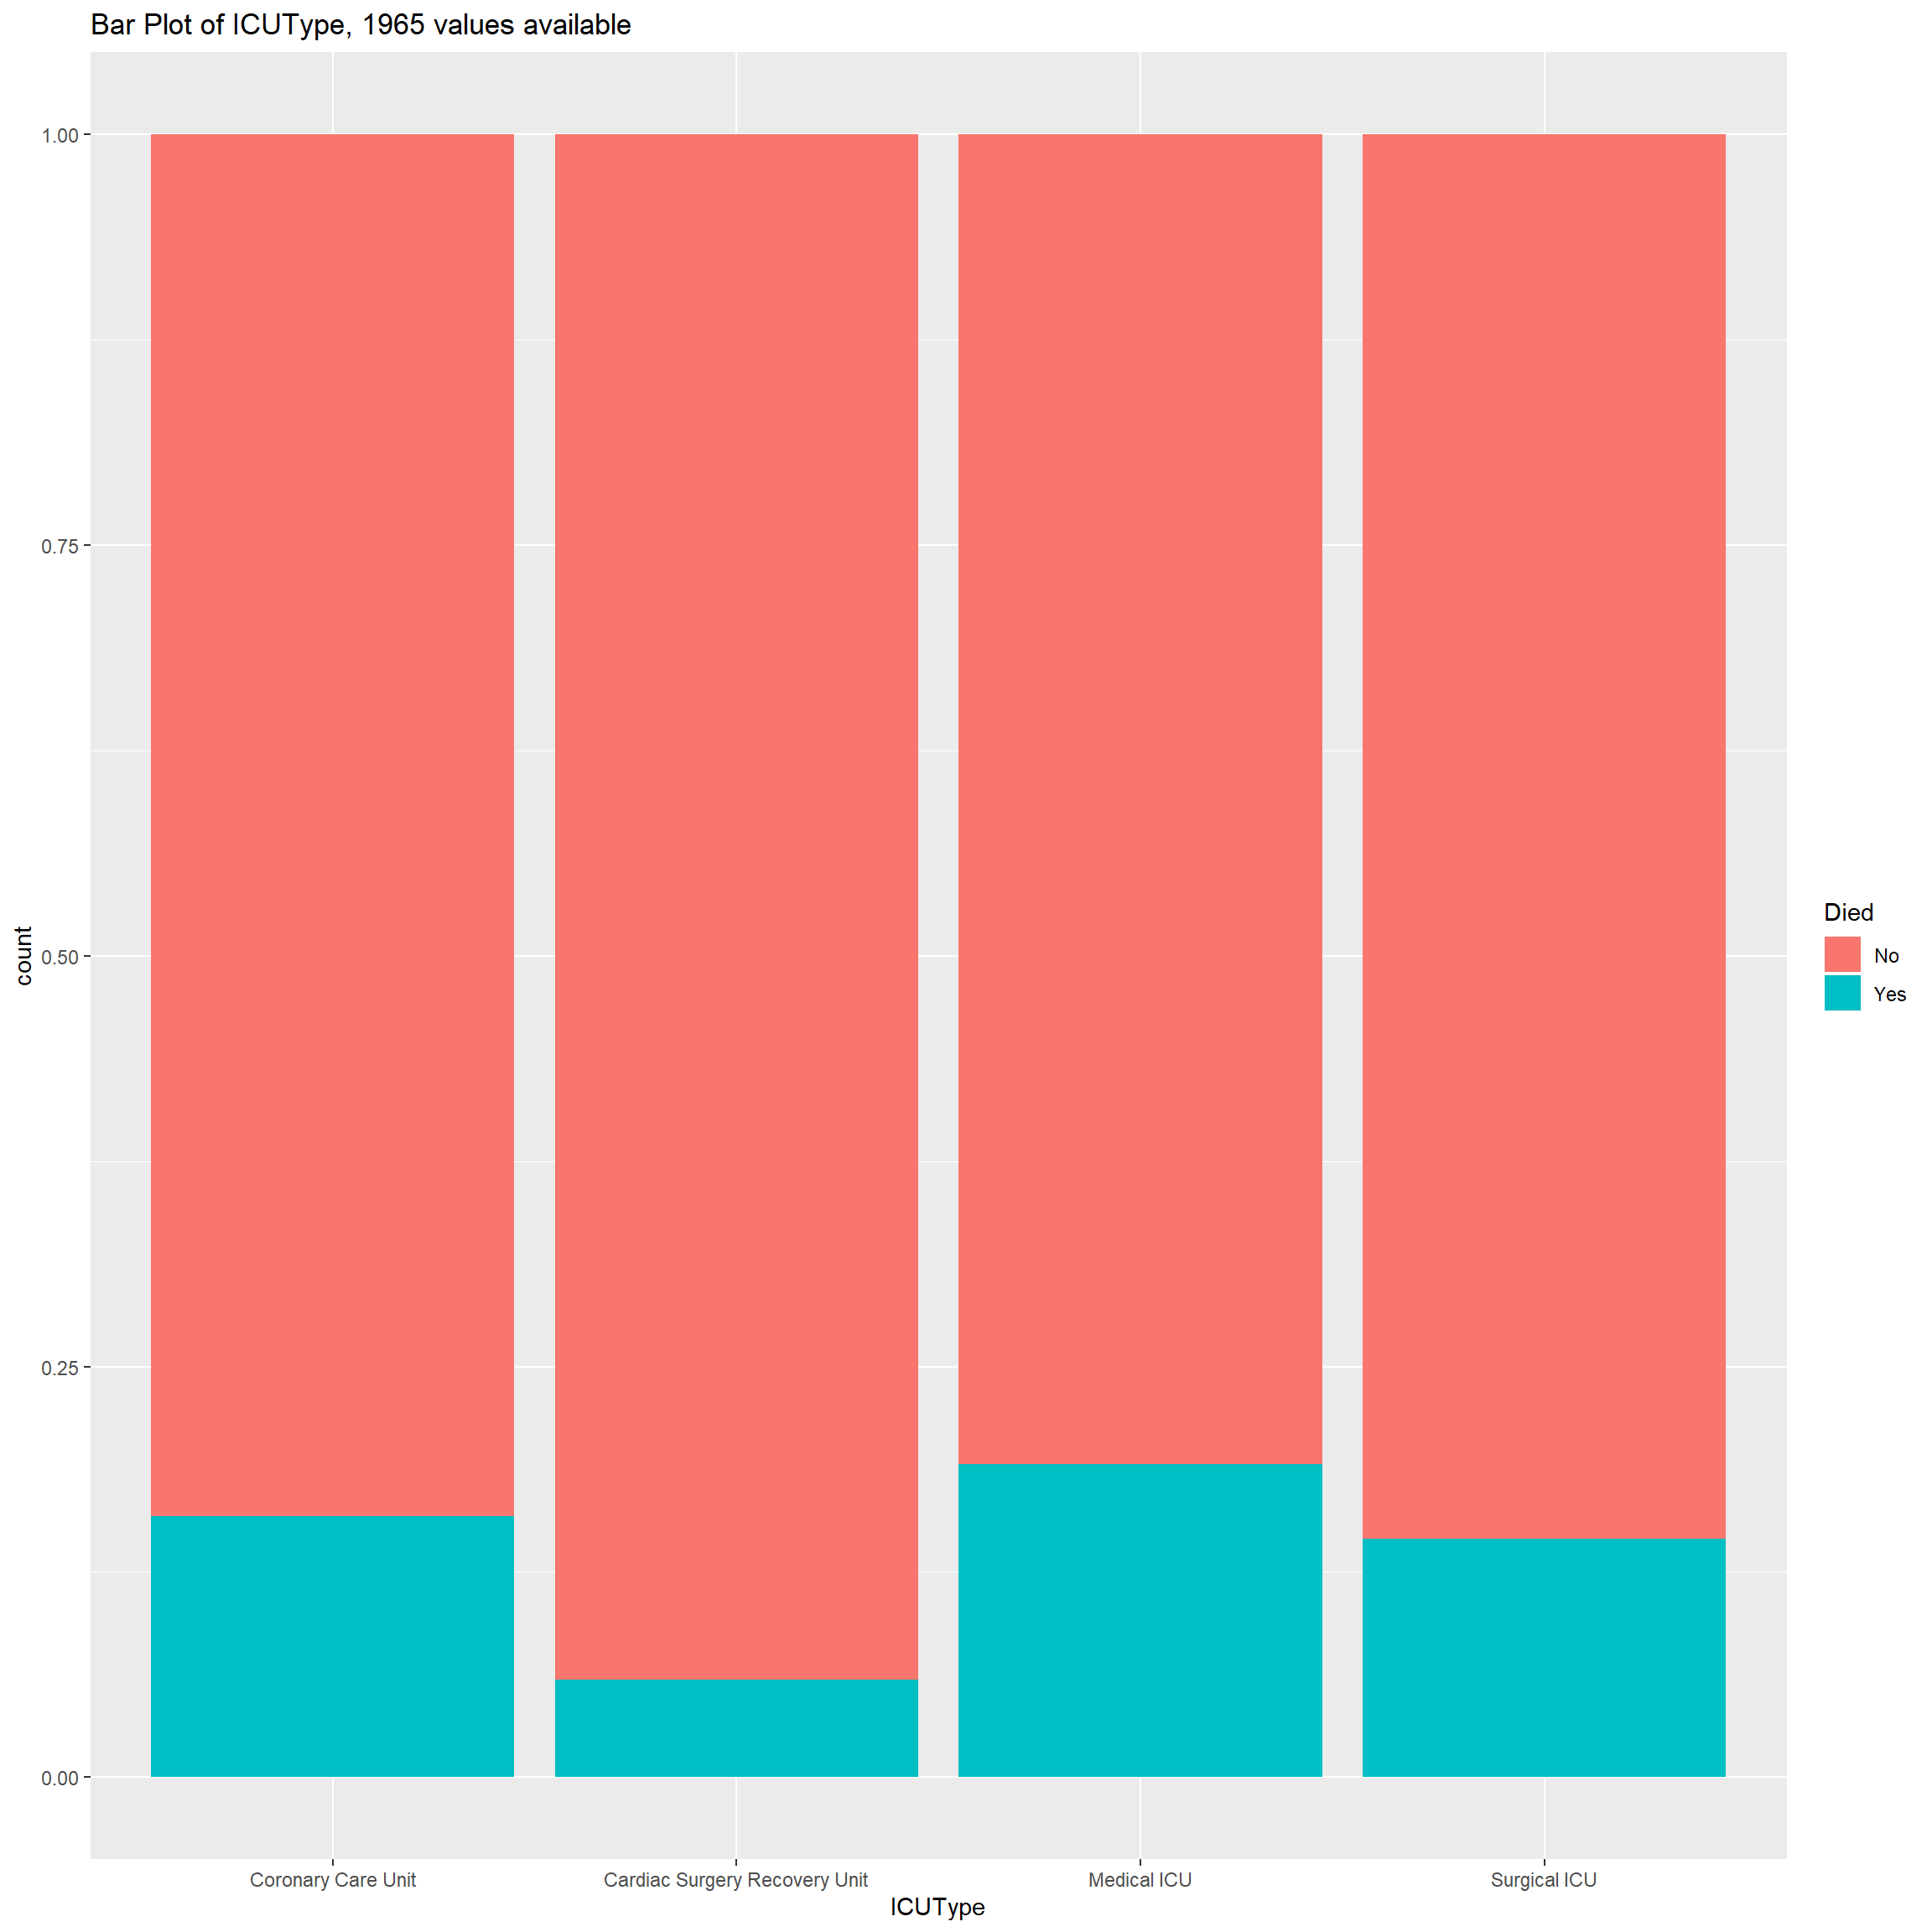 Bar Plot of ICUType, 1965 values available
1.00
0.75
0.50
0.25
0.00
count
Coronary Care Unit
Cardiac Surgery Recovery Unit
Medical ICU
Surgical ICU
ICUType
Died
No
Yes